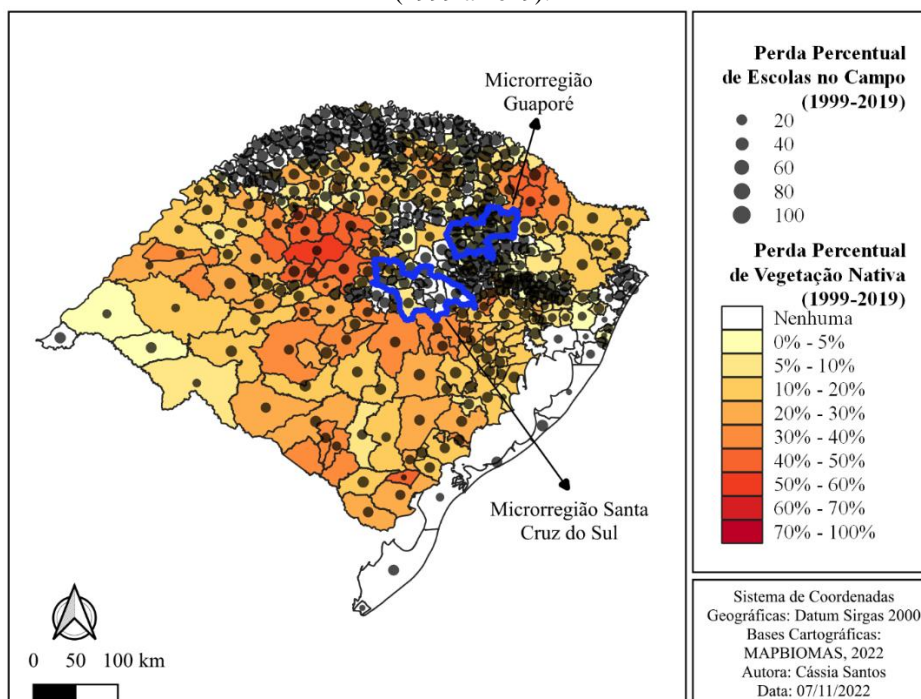 Microrregião
Guaporé
Microrregião Santa
Cruz do Sul
0 50 100 km
Perda Percentual
de Escolas no Campo
(1999-2019)
20
40
60
80
100
Perda Percentual
de Vegetação Nativa
(1999-2019)
Nenhuma
0% - 5%
5% - 10%
10% - 20%
20% - 30%
30% - 40%
40% - 50%
50% - 60%
60% - 70%
70% - 100%
Sistema de Coordenadas
Geográficas: Datum Sirgas 2000
Bases Cartográficas:
MAPBIOMAS, 2022
Autora: Cássia Santos
Data: 07/11/2022